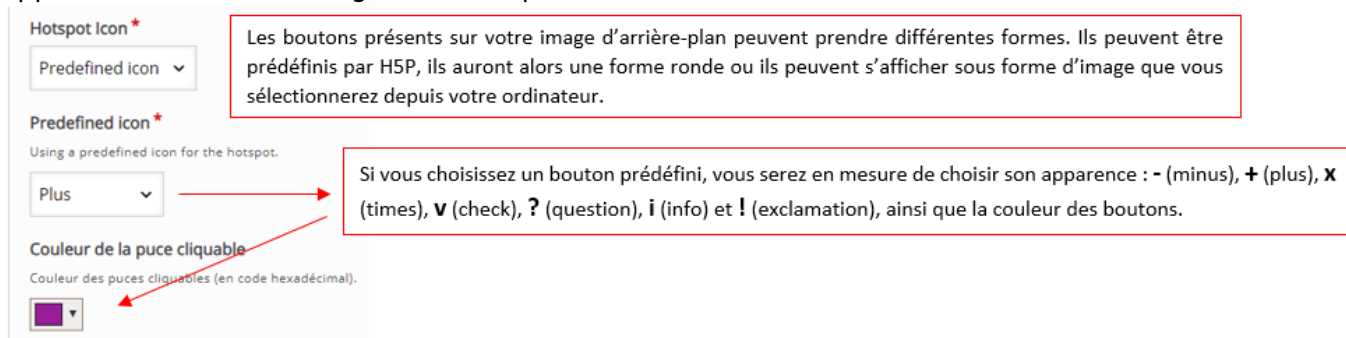 Hotspot Icon *
Predefined icon
Les boutons présents sur votre image d’arrière-plan peuvent prendre différentes formes. Ils peuvent être
prédéfinis par H5P, ils auront alors une forme ronde ou ils peuvent s’afficher sous forme d’image que vous
sélectionnerez depuis votre ordinateur.
Predefined icon *
Using a predefined icon for the hotspot.
Plus
Si vous choisissez un bouton prédéfini, vous serez en mesure de choisir son apparence : - (minus), + (plus), x
(times), v (check), ? (question), i (info) et ! (exclamation), ainsi que la couleur des boutons.
Couleur de la puce cliquable
Couleur des puces cliquables (en code hexadécimal).